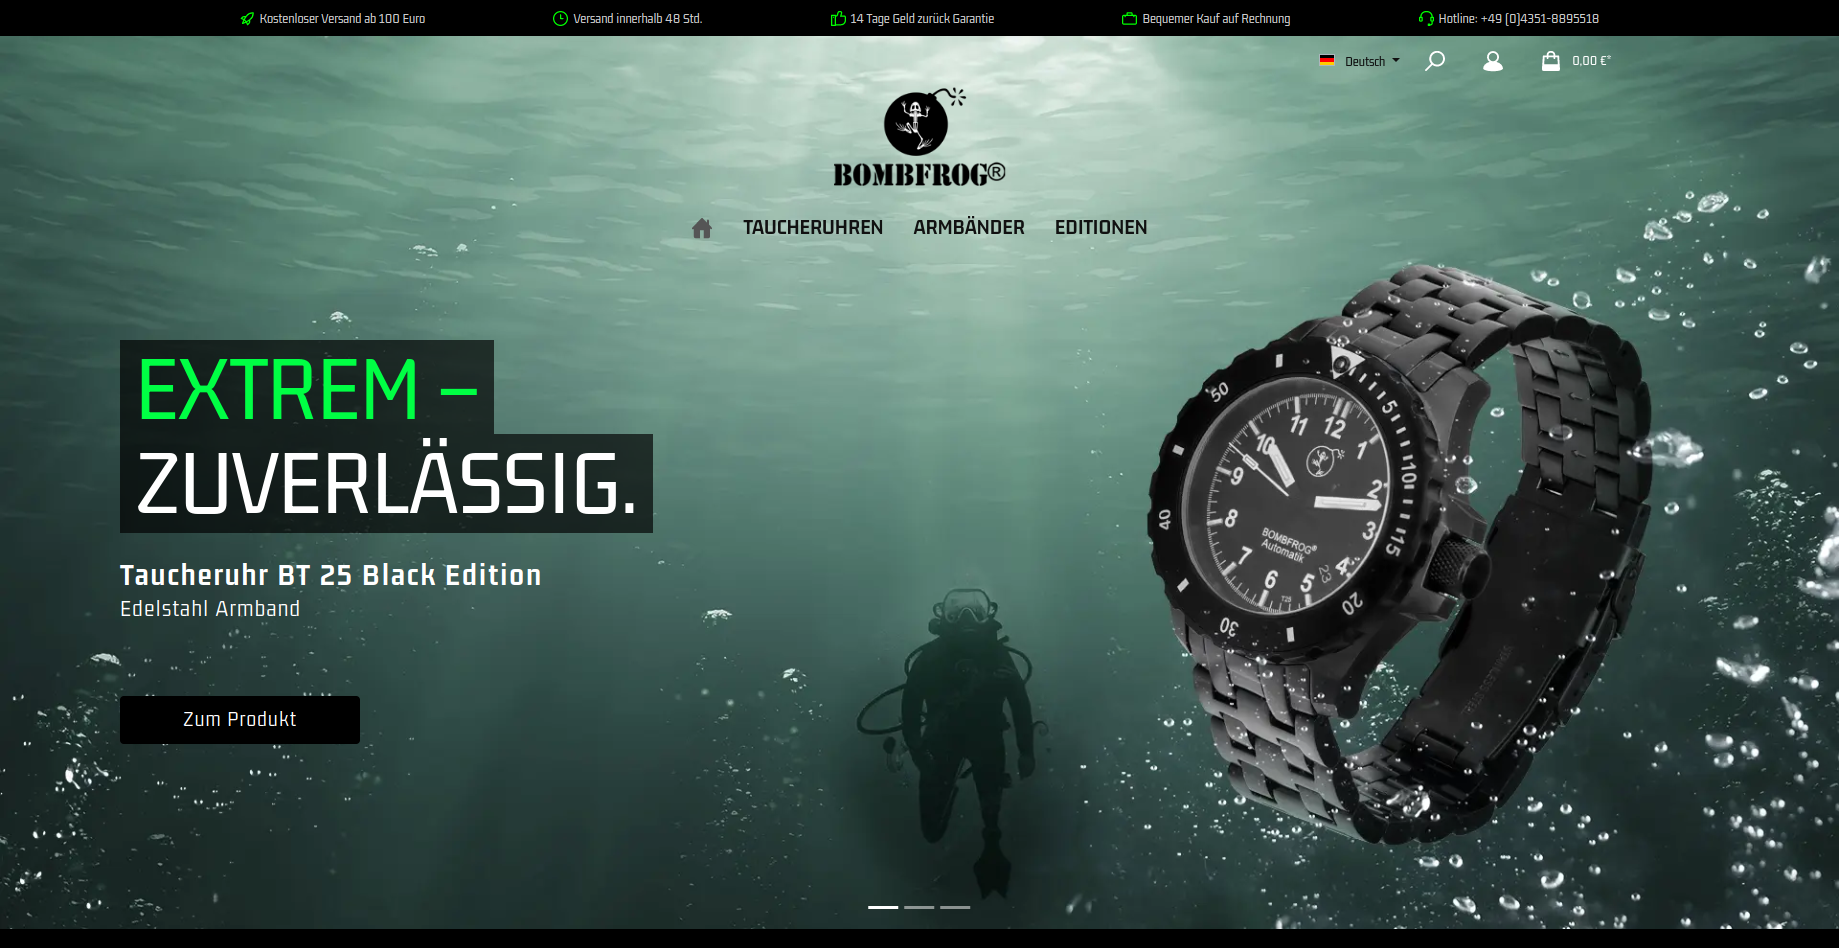 Kostenloser Versand ab 100 Euro
Versand innerhalb 48 Std.
14 Tage Geld zurück Garantie
Bequemer Kauf auf Rechnung
Hotline: +49 (0)4351-8895518
Deutsch
0,00 €*
BOMBFROG®
TAUCHERUHREN
ARMBÄNDER
EDITIONEN
EXTREM –
ZUVERLÄSSIG.
Taucheruhr BT 25 Black Edition
Edelstahl Armband
Zum Produkt
50
5
10
15
20
30
40
11
12
1
10
2
9
3
8
4
7
6
5
BOMBFROG®
Automatik
23
T25